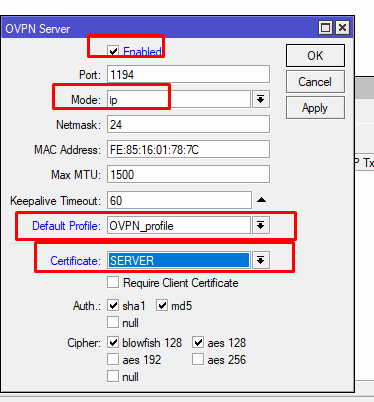 OVPN Server
Enabled
Port: 1194
Mode: ip
Netmask: 24
MAC Address: FE:85:16:01:78:7C
Max MTU: 1500
Keepalive Timeout: 60
Default Profile: OVPN_profile
Certificate: SERVER
Require Client Certificate
Auth.: sha1 md5
null
Cipher: blowfish 128 aes 128
aes 192 aes 256
null
OK
Cancel
Apply
P Tx